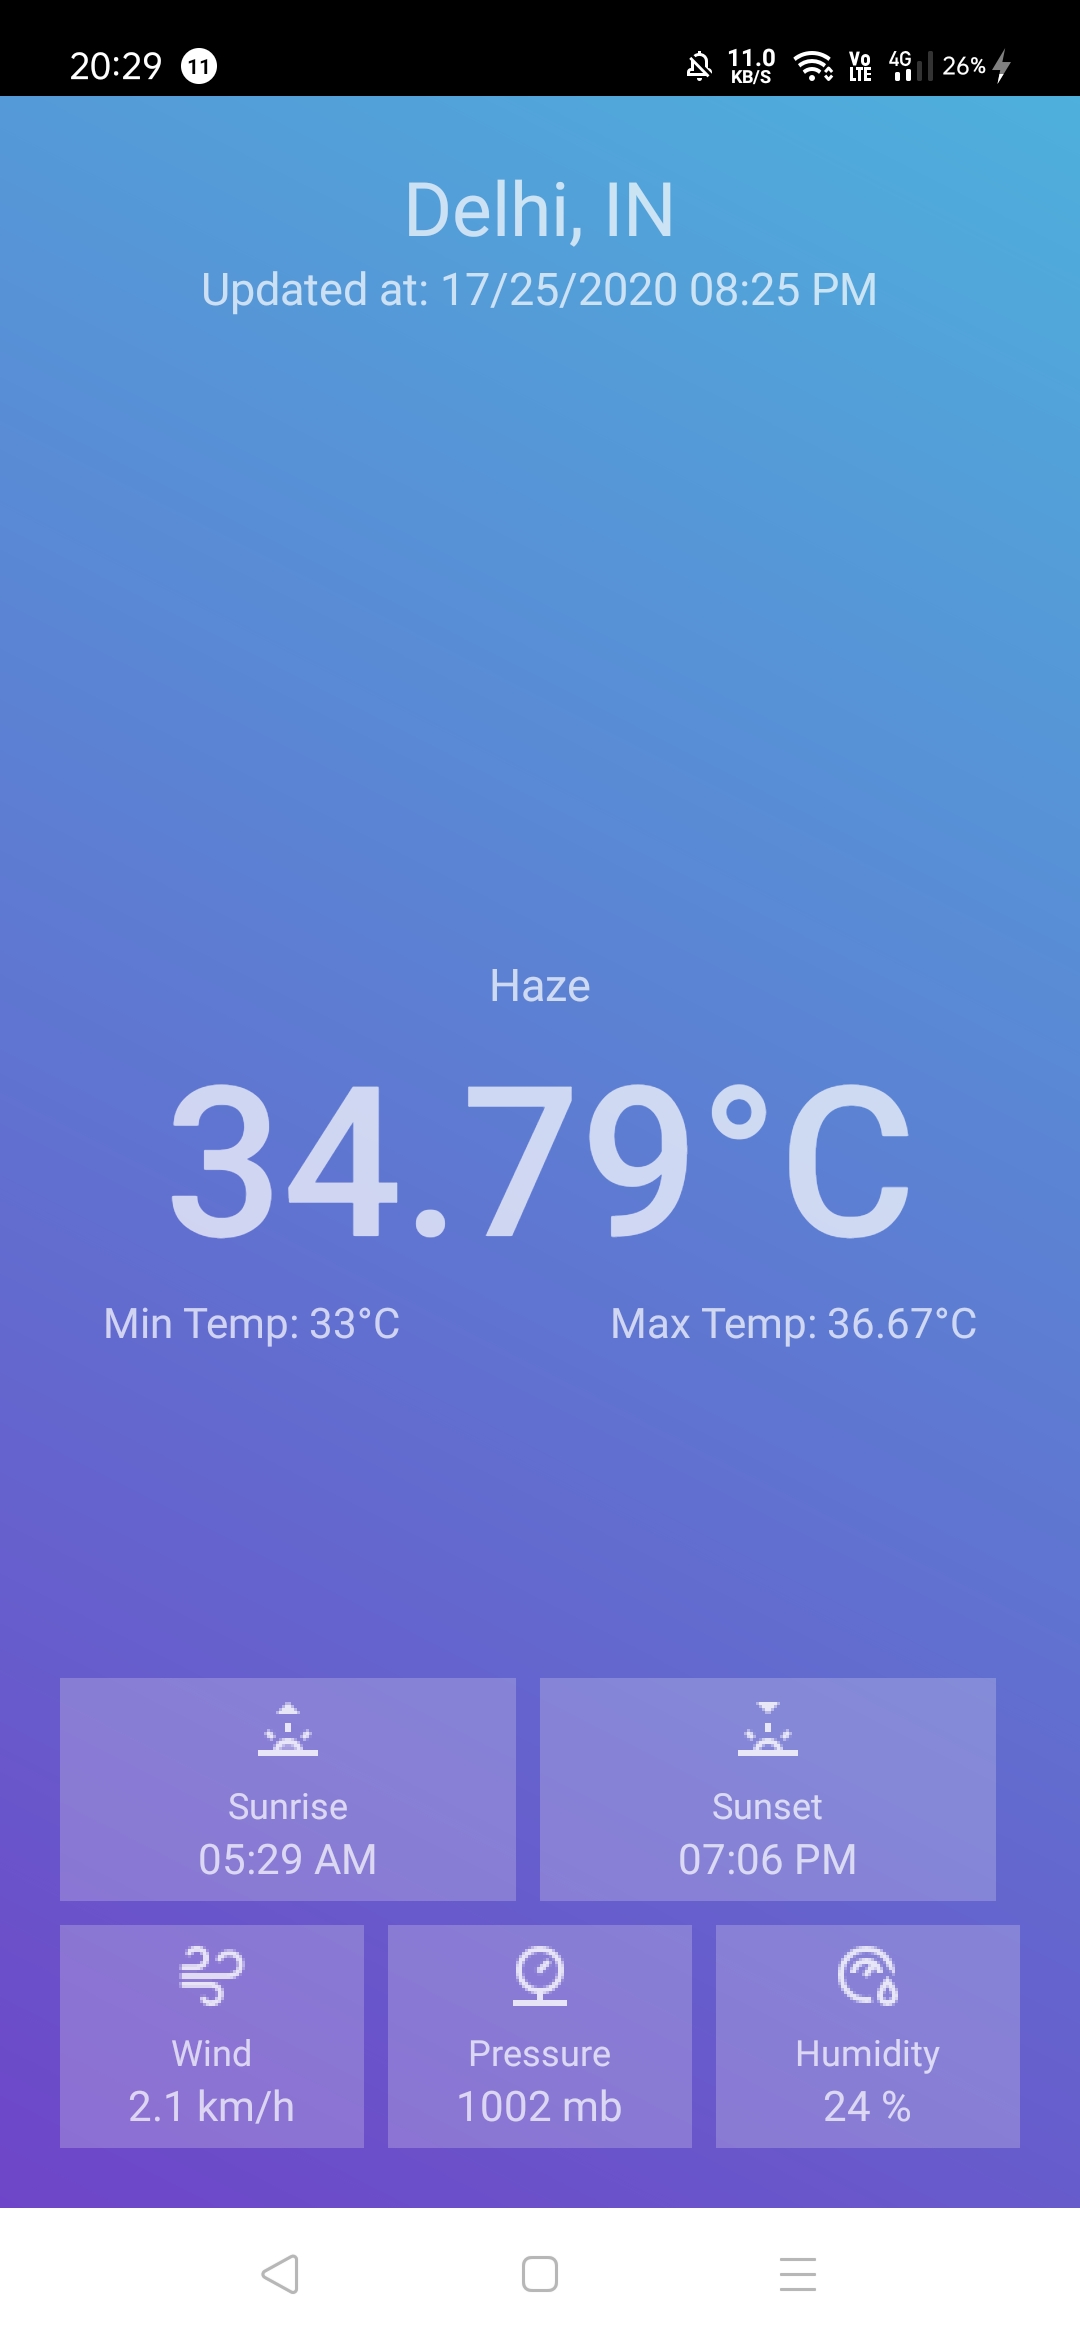 20:29 11 11.0 KB/S Vo LTE 4G 26%
Delhi, IN
Updated at: 17/25/2020 08:25 PM
Haze
34.79°C
Min Temp: 33°C Max Temp: 36.67°C
Sunrise
05:29 AM
Sunset
07:06 PM
Wind
2.1 km/h
Pressure
1002 mb
Humidity
24 %